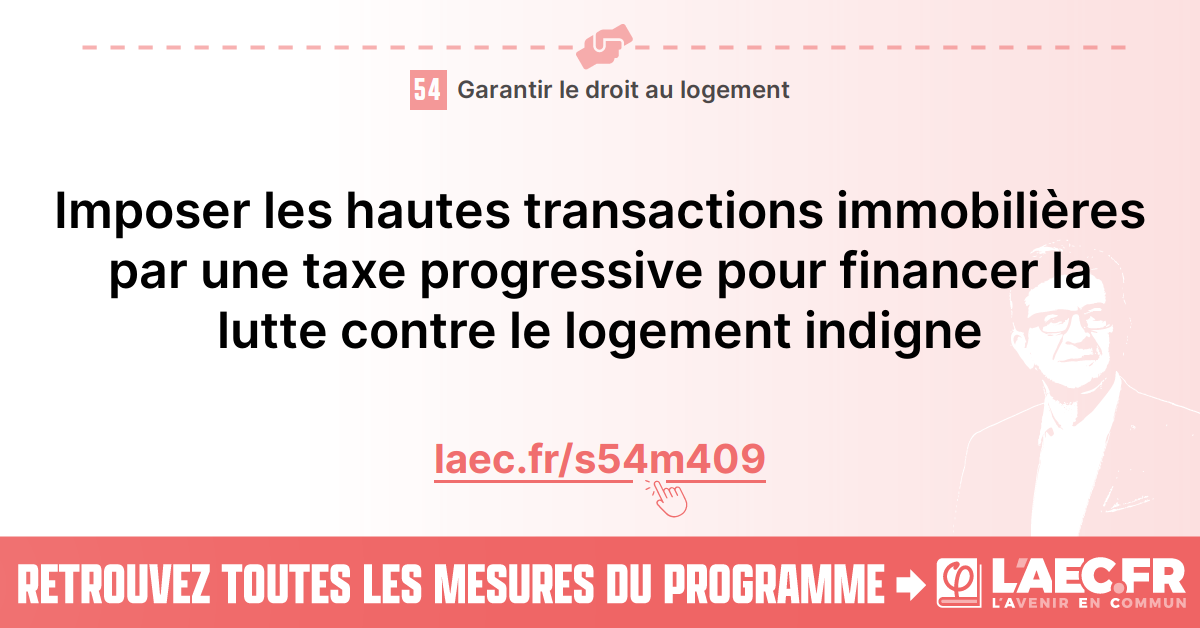 54 Garantir le droit au logement
Imposer les hautes transactions immobilières
par une taxe progressive pour financer la
lutte contre le logement indigne
laec.fr/s54m409
RETROUVEZ TOUTES LES MESURES DU PROGRAMME
φ L'AEC.FR
L'AVENIR EN COMMUN